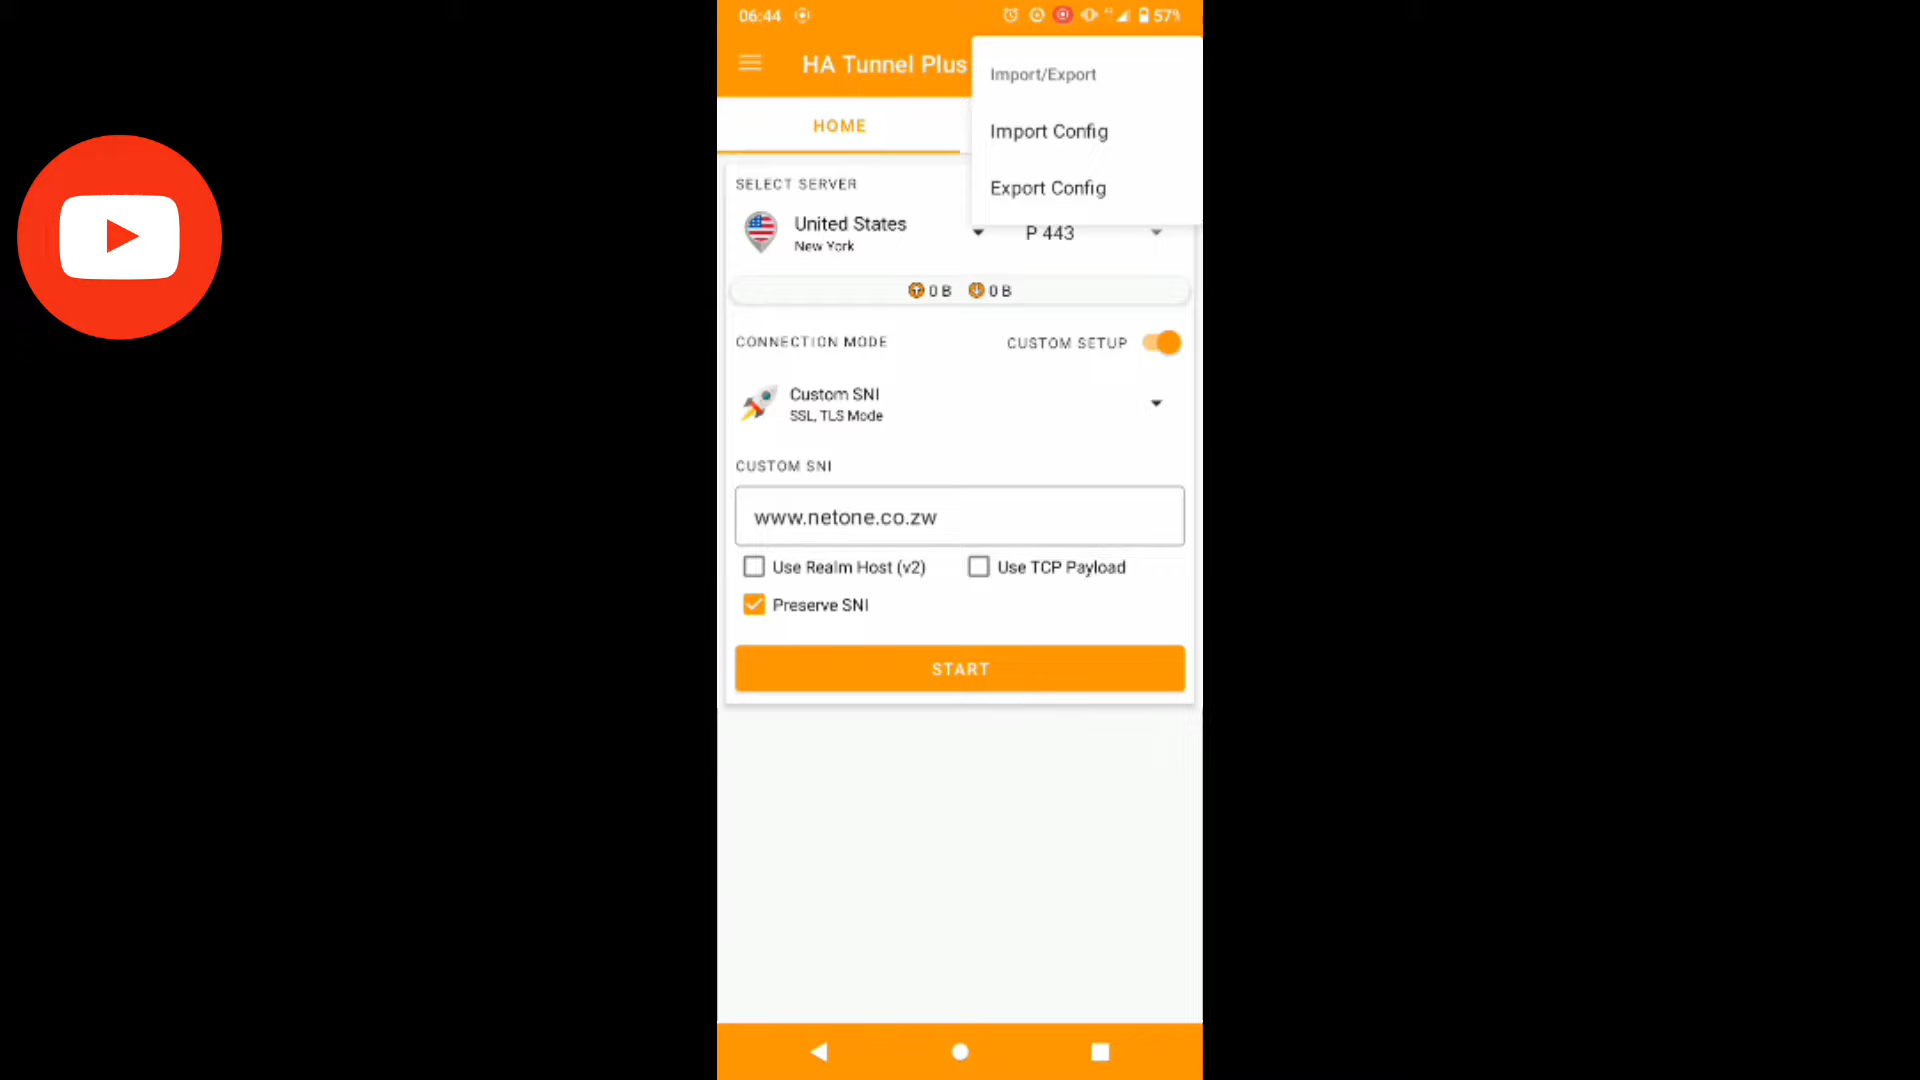 06:44
57%
HA Tunnel Plus
Import/Export
Import Config
Export Config
HOME
SELECT SERVER
United States
New York
P 443
0 B 0 B
CONNECTION MODE
CUSTOM SETUP
Custom SNI
SSL, TLS Mode
CUSTOM SNI
www.netone.co.zw
Use Realm Host (v2)
Use TCP Payload
Preserve SNI
START